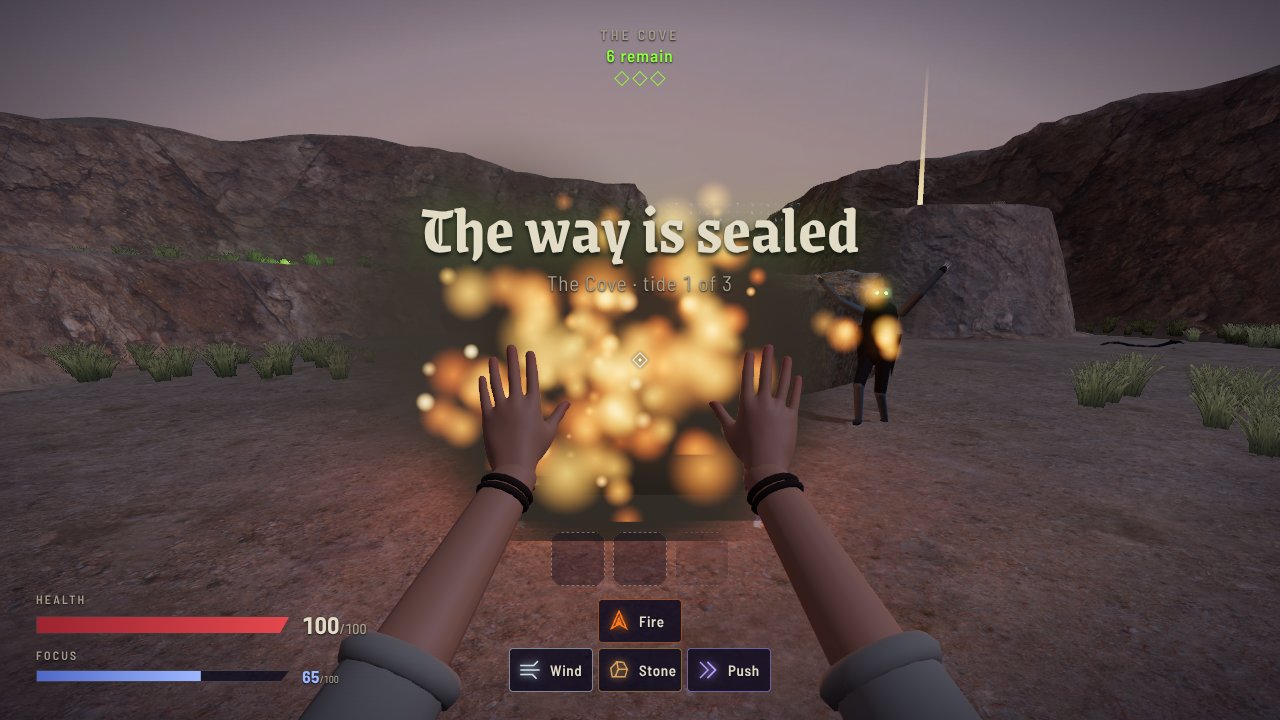 THE COVE
6 remain
The way is sealed
The Cove · tide 1 of 3
HEALTH
100/100
FOCUS
65/100
Fire
Wind
Stone
Push